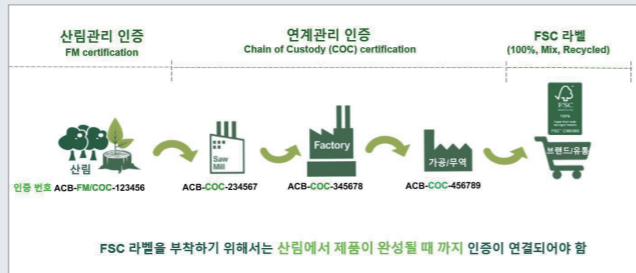 산림관리 인증
FM certification
연계관리 인증
Chain of Custody (COC) certification
FSC 라벨
(100%, Mix, Recycled)
산림
Saw
Mill
Factory
가공/무역
FSC
100%
브랜드/유통
인증 번호 ACB-FM/COC-123456
ACB-COC-234567
ACB-COC-345678
ACB-COC-456789
FSC 라벨을 부착하기 위해서는 산림에서 제품이 완성될 때 까지 인증이 연결되어야 함